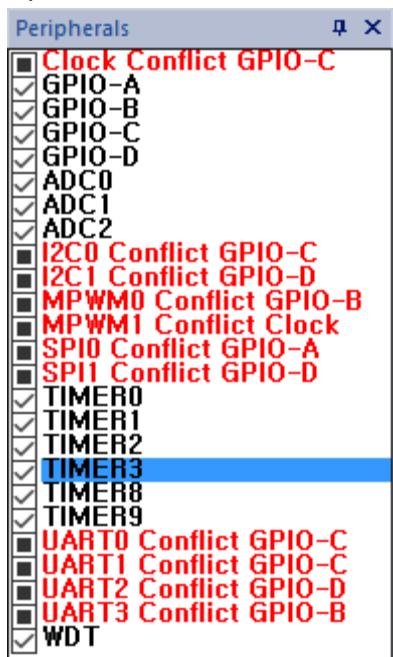 Peripherals
Clock Conflict GPIO-C
GPIO-A
GPIO-B
GPIO-C
GPIO-D
ADC0
ADC1
ADC2
I2C0 Conflict GPIO-C
I2C1 Conflict GPIO-D
MPWM0 Conflict GPIO-B
MPWM1 Conflict Clock
SPI0 Conflict GPIO-A
SPI1 Conflict GPIO-D
TIMER0
TIMER1
TIMER2
TIMER3
TIMER8
TIMER9
UART0 Conflict GPIO-C
UART1 Conflict GPIO-C
UART2 Conflict GPIO-D
UART3 Conflict GPIO-B
WDT